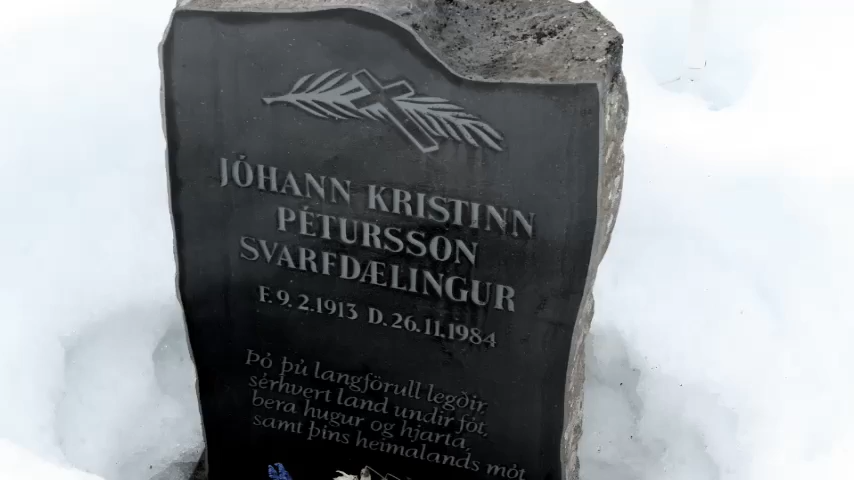 JÓHANN KRISTINN
PÉTURSSON
SVARFDÆLINGUR
F. 9. 2. 1913 D. 26. 11. 1984
Þó þú langförull legðir
sérhvert land undir fót,
bera hugur og hjarta
samt þíns heimalands mót